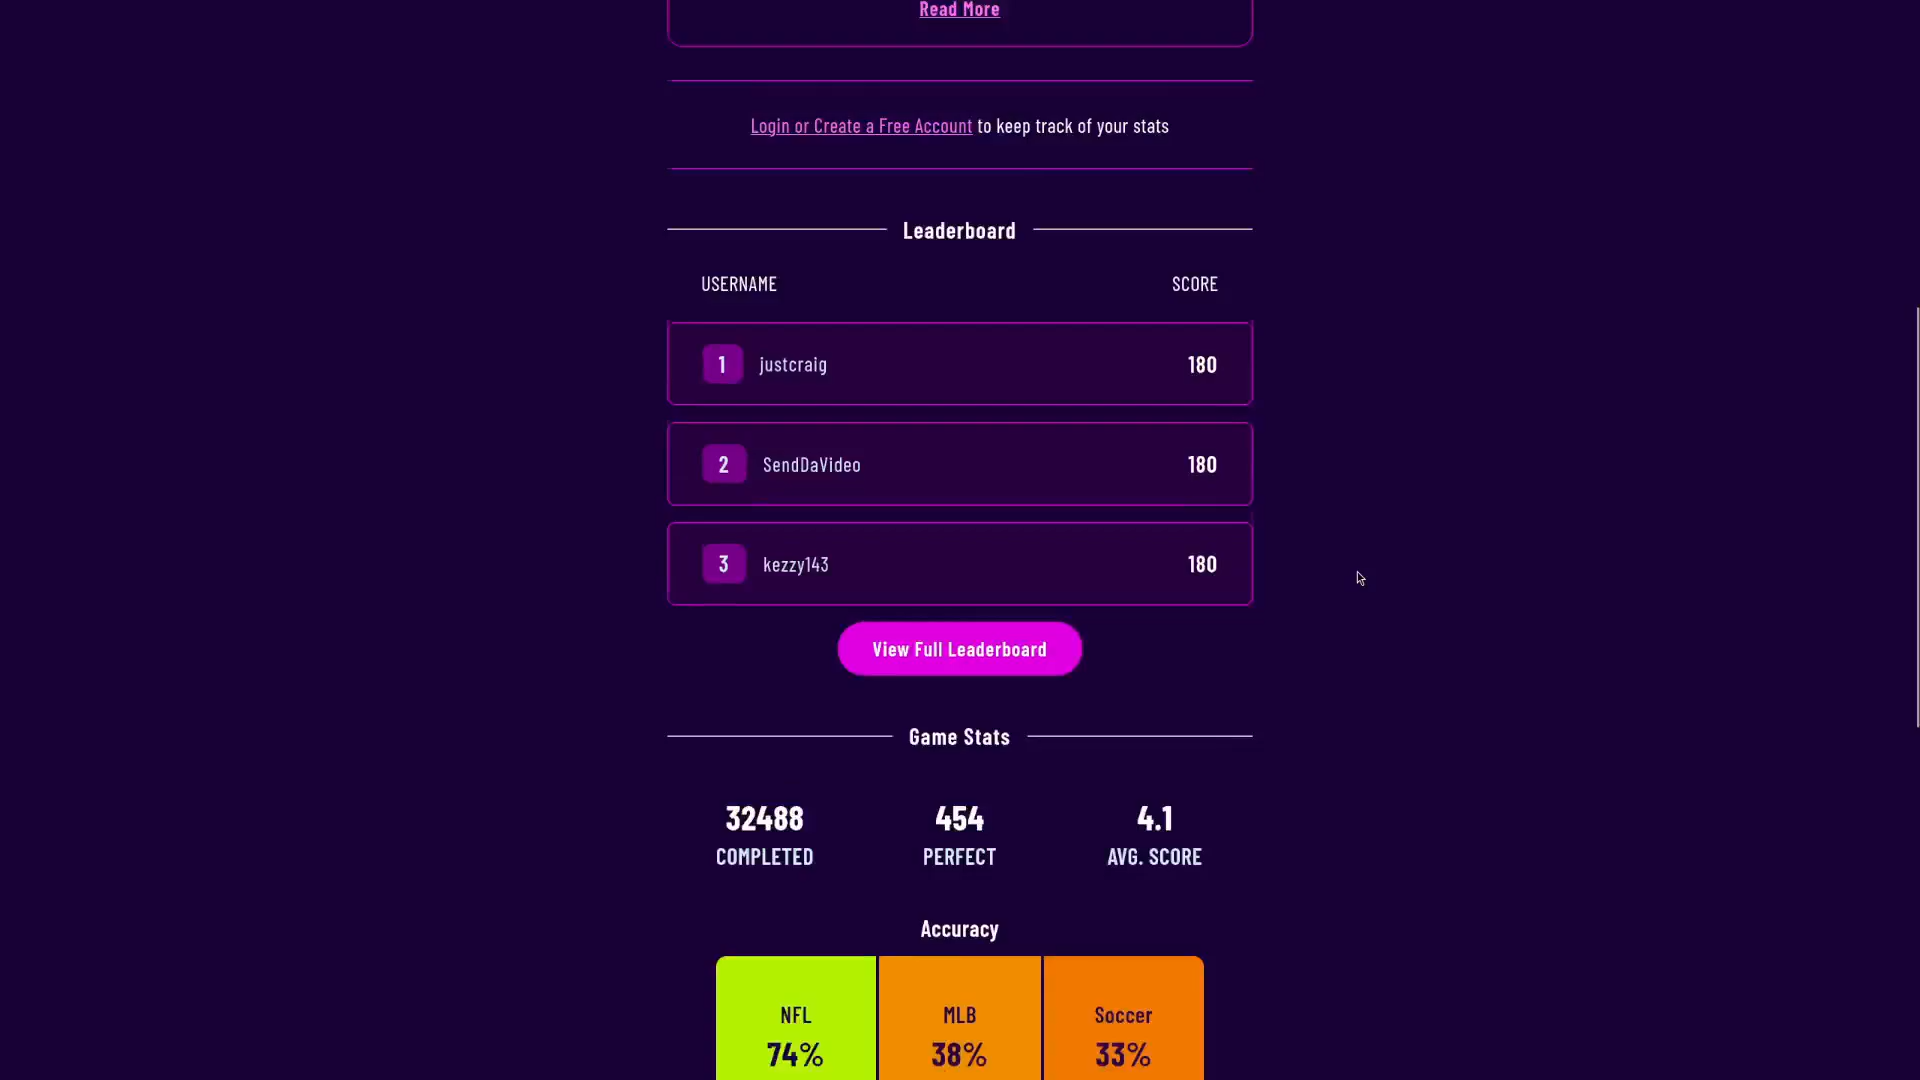 Read More
Login or Create a Free Account to keep track of your stats
Leaderboard
USERNAME SCORE
1 justcraig 180
2 SendDaVideo 180
3 kezzy143 180
View Full Leaderboard
Game Stats
32488 454 4.1
COMPLETED PERFECT AVG. SCORE
Accuracy
NFL MLB Soccer
74% 38% 33%